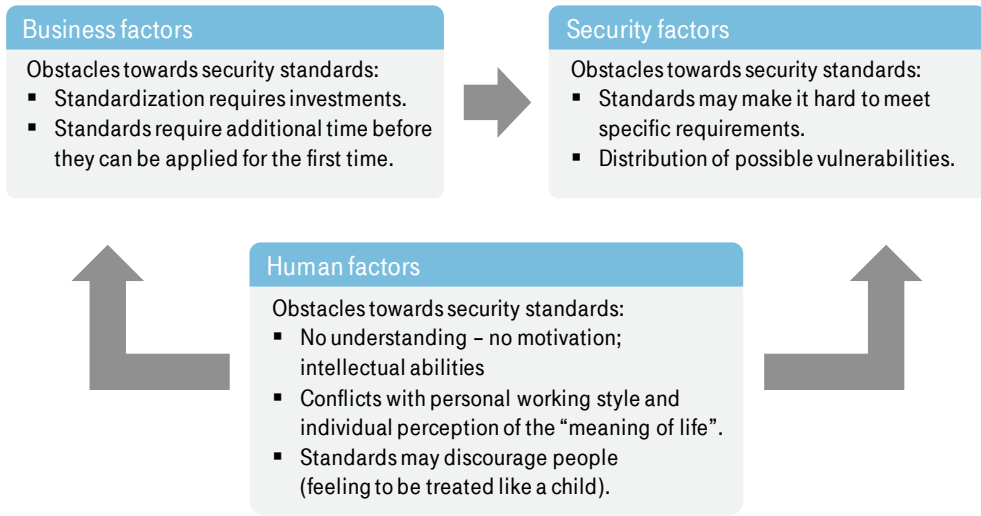 Business factors
Obstacles towards security standards:
▪ Standardization requires investments.
▪ Standards require additional time before
they can be applied for the first time.
Security factors
Obstacles towards security standards:
▪ Standards may make it hard to meet
specific requirements.
▪ Distribution of possible vulnerabilities.
Human factors
Obstacles towards security standards:
▪ No understanding – no motivation;
intellectual abilities
▪ Conflicts with personal working style and
individual perception of the “meaning of life”.
▪ Standards may discourage people
(feeling to be treated like a child).